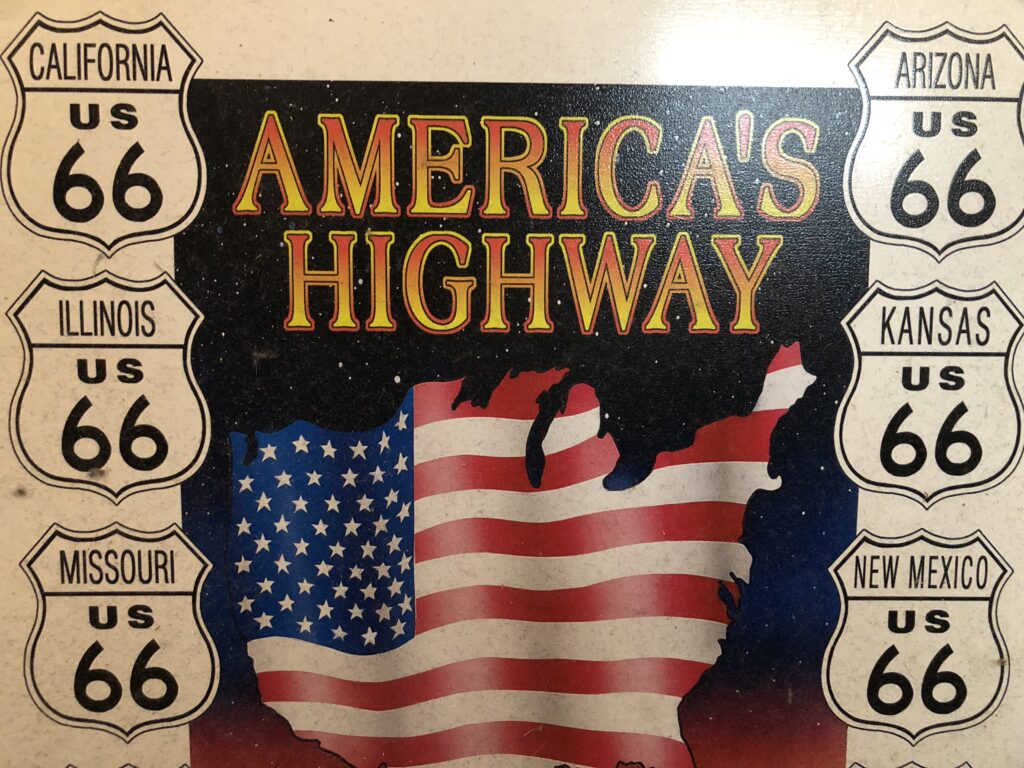 CALIFORNIA
US
66
AMERICA'S
HIGHWAY
ARIZONA
US
66
ILLINOIS
US
66
KANSAS
US
66
MISSOURI
US
66
NEW MEXICO
US
66